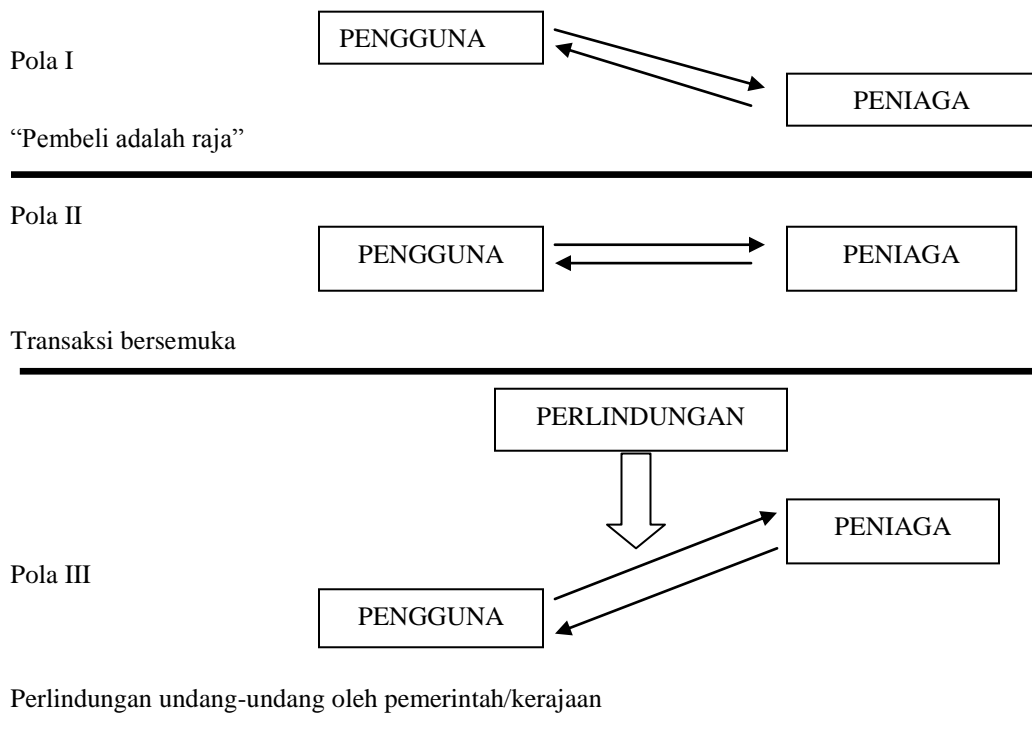 PENGGUNA
Pola I
PENIAGA
“Pembeli adalah raja”
Pola II
PENGGUNA
PENIAGA
Transaksi bersemuka
PERLINDUNGAN
PENIAGA
Pola III
PENGGUNA
Perlindungan undang-undang oleh pemerintah/kerajaan